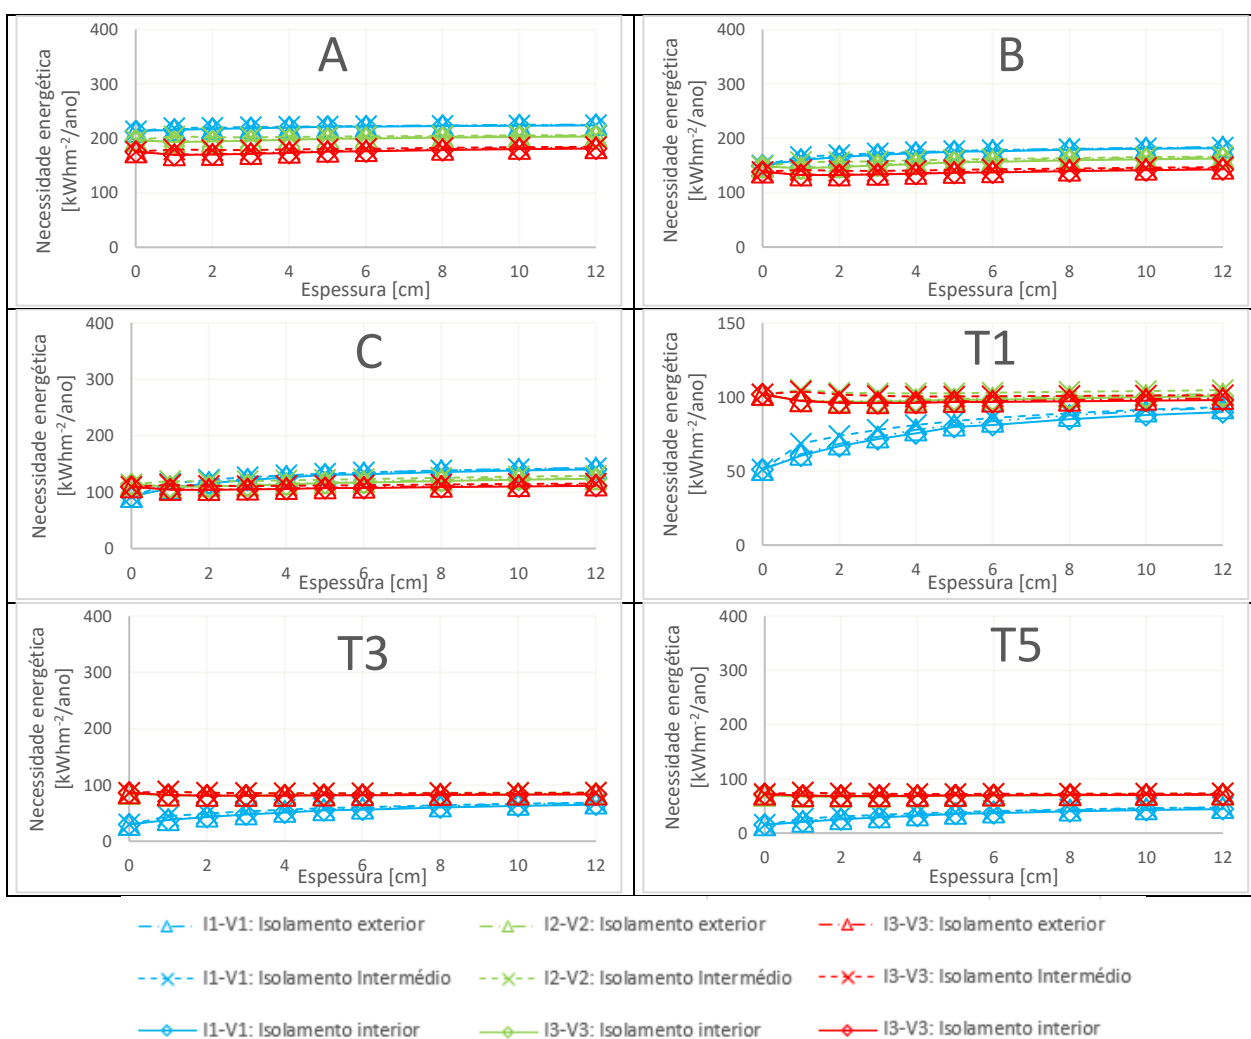 A
Necessidade energética
[kWhm⁻²/ano]
400
300
200
100
0
0 2 4 6 8 10 12
Espessura [cm]
B
Necessidade energética
[kWhm⁻²/ano]
400
300
200
100
0
0 2 4 6 8 10 12
Espessura [cm]
C
Necessidade energética
[kWhm⁻²/ano]
400
300
200
100
0
0 2 4 6 8 10 12
Espessura [cm]
T1
Necessidade energética
[kWhm⁻²/ano]
150
100
50
0
0 2 4 6 8 10 12
Espessura [cm]
T3
Necessidade energética
[kWhm⁻²/ano]
400
300
200
100
0
0 2 4 6 8 10 12
Espessura [cm]
T5
Necessidade energética
[kWhm⁻²/ano]
400
300
200
100
0
0 2 4 6 8 10 12
Espessura [cm]
I1-V1: Isolamento exterior I2-V2: Isolamento exterior I3-V3: Isolamento exterior
I1-V1: Isolamento Intermédio I2-V2: Isolamento Intermédio I3-V3: Isolamento Intermédio
I1-V1: Isolamento interior I3-V3: Isolamento interior I3-V3: Isolamento interior